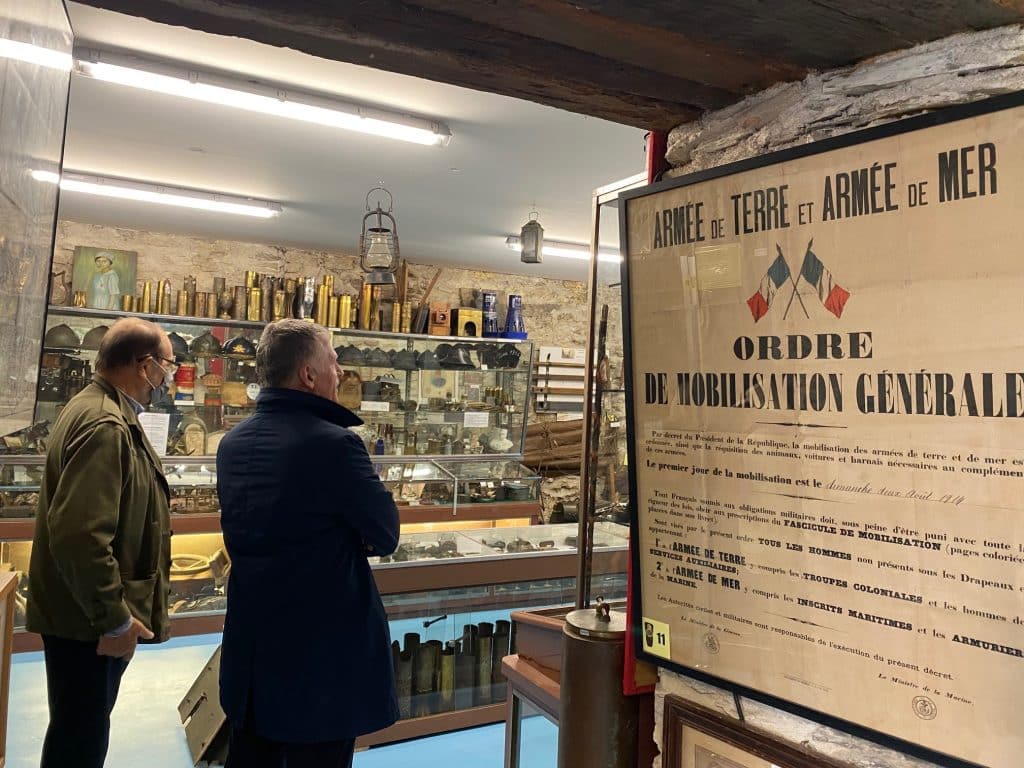 ARMÉE DE TERRE ET ARMÉE DE MER
ORDRE
DE MOBILISATION GÉNÉRALE
Par décret du Président de la République, la mobilisation des armées de terre et de mer est
ordonnée, ainsi que la réquisition des animaux, voitures et harnais nécessaires au complément
de ces armées.
Le premier jour de la mobilisation est le dimanche deux Août 1914
Tout Français soumis aux obligations militaires doit, sous peine d'être puni avec toute la
rigueur des lois, obéir aux prescriptions du FASCICULE DE MOBILISATION (pages coloriées
placées dans son livret).
Sont visés par le présent ordre TOUS LES HOMMES non présents sous les Drapeaux et
appartenant :
1° à l'ARMÉE DE TERRE y compris les TROUPES COLONIALES et les hommes des
SERVICES AUXILIAIRES;
2° à l'ARMÉE DE MER y compris les INSCRITS MARITIMES et les ARMURIERS
de la MARINE.
Les Autorités civiles et militaires sont responsables de l'exécution du présent décret.
Le Ministre de la Guerre,
Le Ministre de la Marine,
11